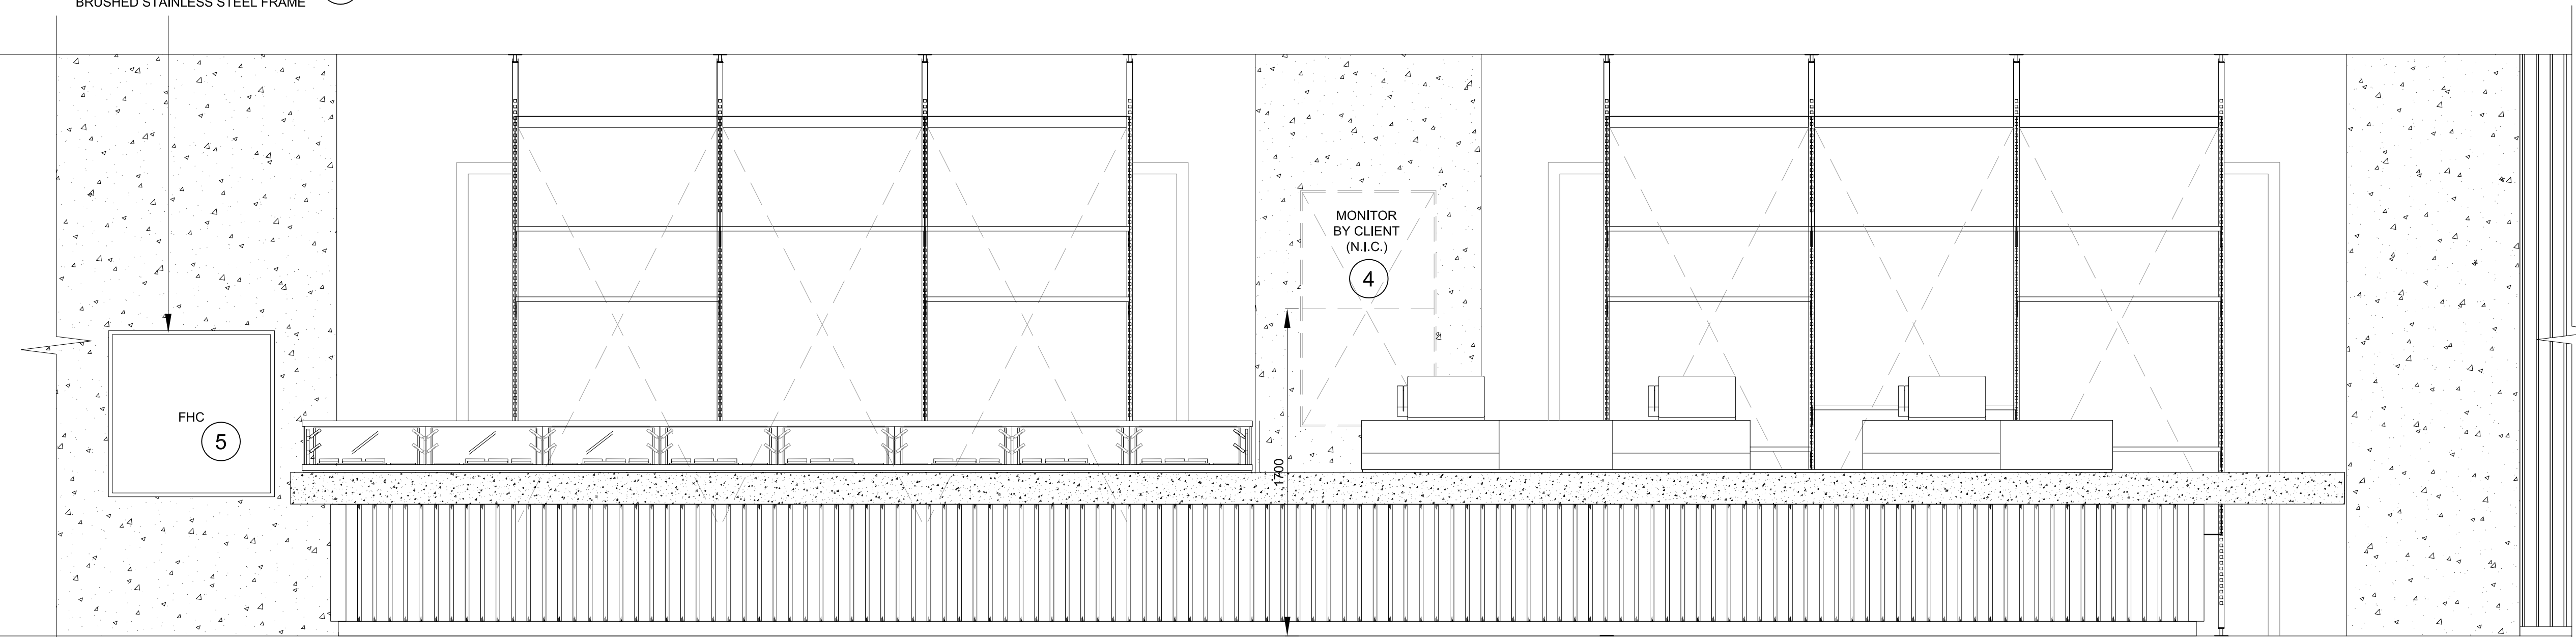 BRUSHED STAINLESS STEEL FRAME
MONITOR
BY CLIENT
(N.I.C.)
4
FHC
5
1700